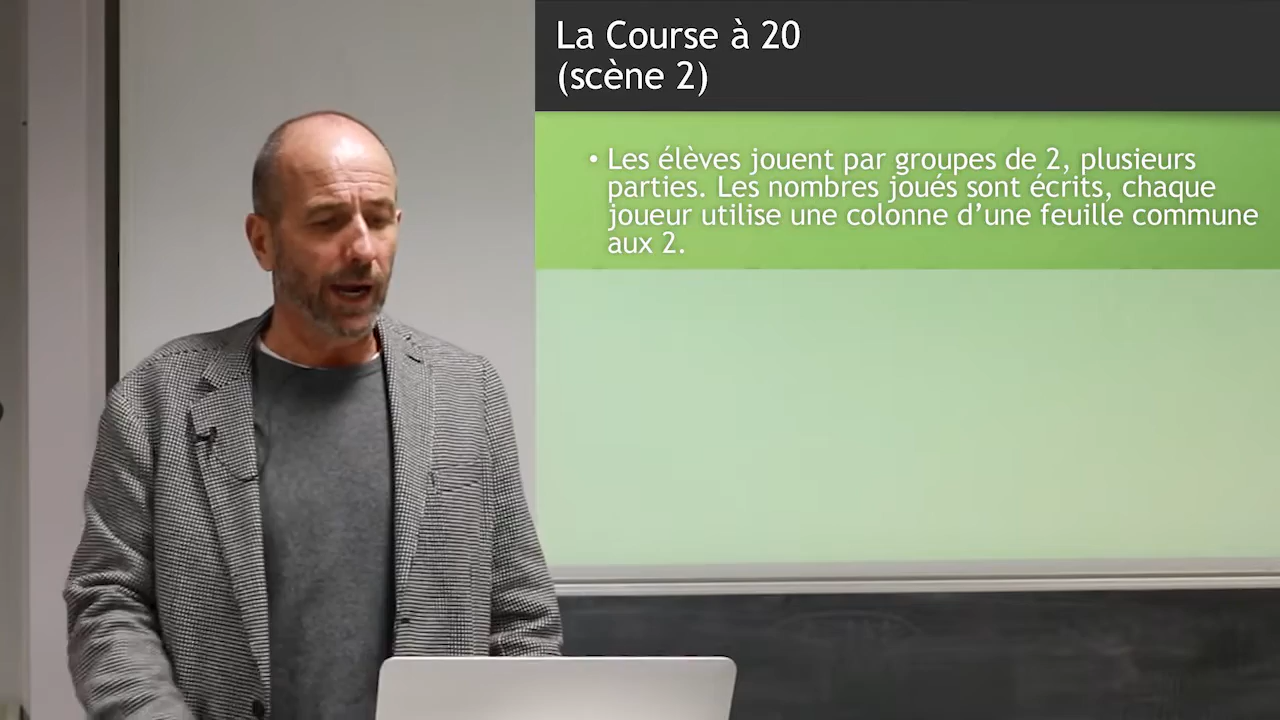 La Course à 20
(scène 2)
• Les élèves jouent par groupes de 2, plusieurs
parties. Les nombres joués sont écrits, chaque
joueur utilise une colonne d’une feuille commune
aux 2.